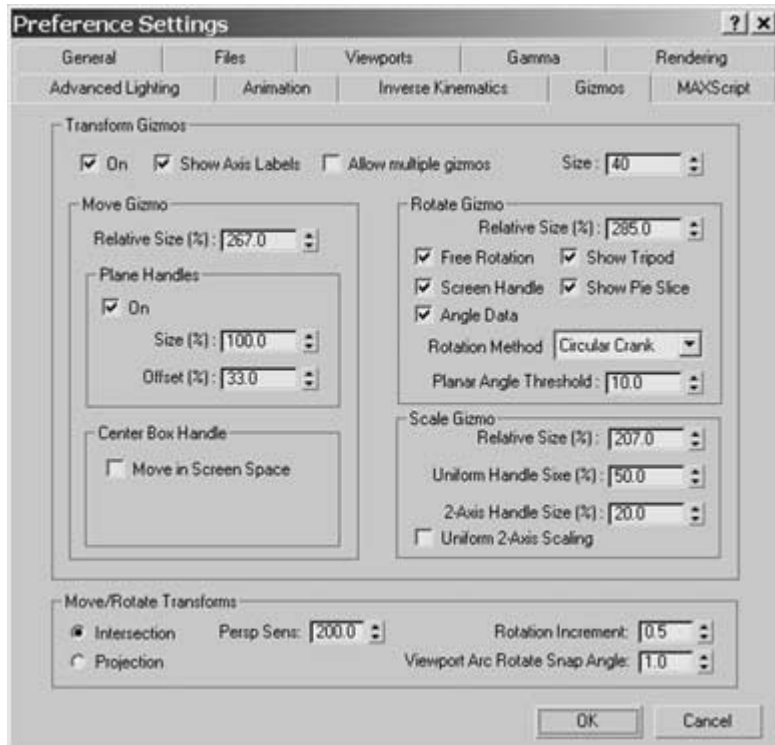 Preference Settings
? x
General Files Viewports Gamma Rendering
Advanced Lighting Animation Inverse Kinematics Gizmos MAXScript
Transform Gizmos
On Show Axis Labels Allow multiple gizmos Size : 40
Move Gizmo
Relative Size (%) : 267.0
Plane Handles
On
Size (%) : 100.0
Offset (%) : 33.0
Center Box Handle
Move in Screen Space
Rotate Gizmo
Relative Size (%) : 285.0
Free Rotation Show Tripod
Screen Handle Show Pie Slice
Angle Data
Rotation Method Circular Crank
Planar Angle Threshold : 10.0
Scale Gizmo
Relative Size (%) : 207.0
Uniform Handle Sixe (%) : 50.0
2-Axis Handle Size (%) : 20.0
Uniform 2-Axis Scaling
Move/Rotate Transforms
Intersection Persp Sens: 200.0 Rotation Increment: 0.5
Projection Viewport Arc Rotate Snap Angle: 1.0
OK Cancel